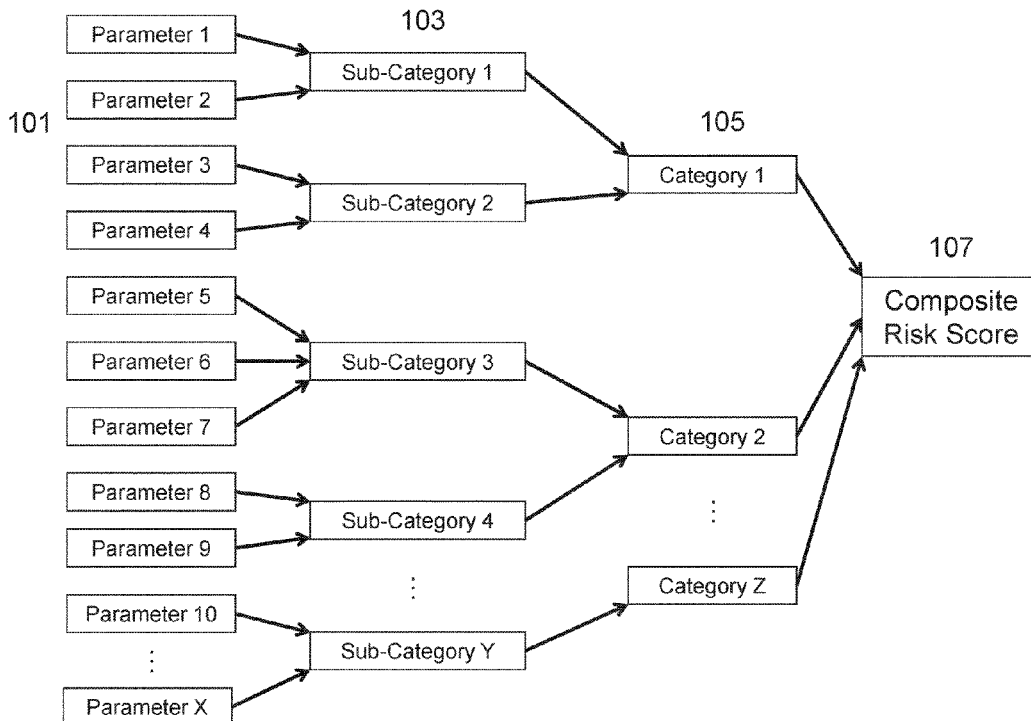 101
Parameter 1
Parameter 2
Parameter 3
Parameter 4
Parameter 5
Parameter 6
Parameter 7
Parameter 8
Parameter 9
Parameter 10
⋮
Parameter X
103
Sub-Category 1
Sub-Category 2
Sub-Category 3
Sub-Category 4
⋮
Sub-Category Y
105
Category 1
Category 2
⋮
Category Z
107
Composite
Risk Score